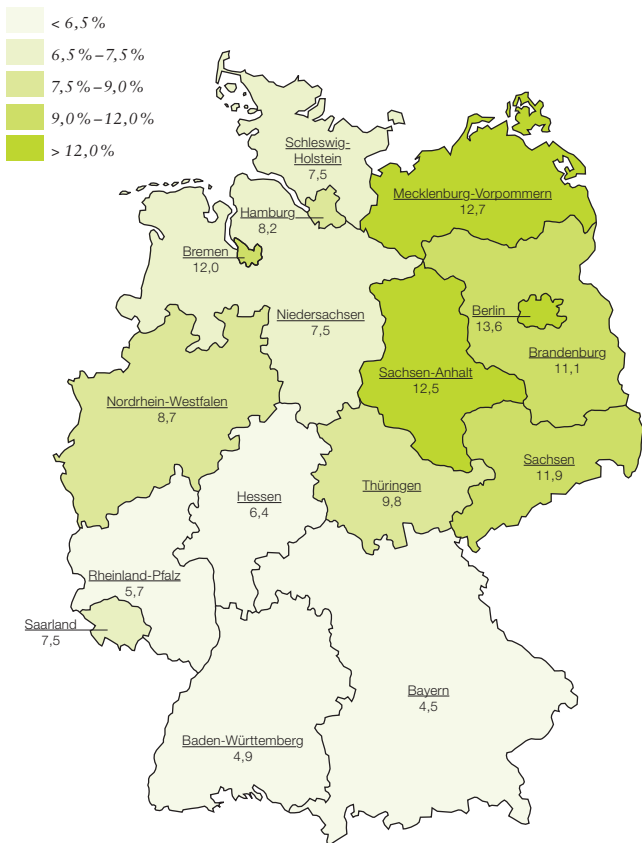 < 6,5%
6,5%–7,5%
7,5%–9,0%
9,0%–12,0%
> 12,0%
Schleswig-
Holstein
7,5
Mecklenburg-Vorpommern
12,7
Hamburg
8,2
Bremen
12,0
Niedersachsen
7,5
Berlin
13,6
Brandenburg
11,1
Sachsen-Anhalt
12,5
Nordrhein-Westfalen
8,7
Sachsen
11,9
Hessen
6,4
Thüringen
9,8
Rheinland-Pfalz
5,7
Saarland
7,5
Bayern
4,5
Baden-Württemberg
4,9